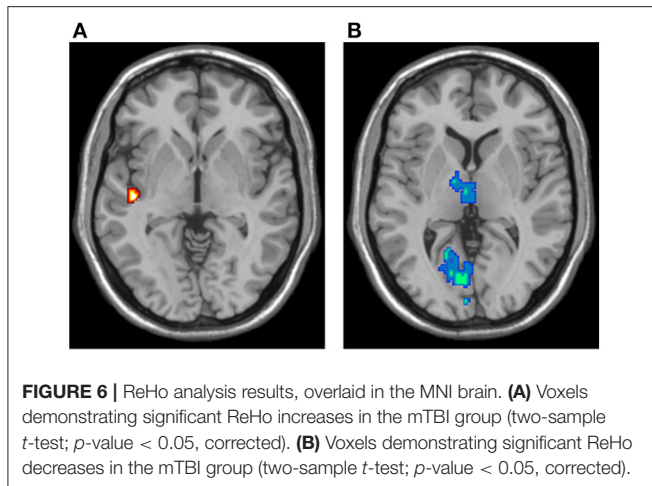 A B
FIGURE 6 | ReHo analysis results, overlaid in the MNI brain. (A) Voxels
demonstrating significant ReHo increases in the mTBI group (two-sample
t-test; p-value < 0.05, corrected). (B) Voxels demonstrating significant ReHo
decreases in the mTBI group (two-sample t-test; p-value < 0.05, corrected).